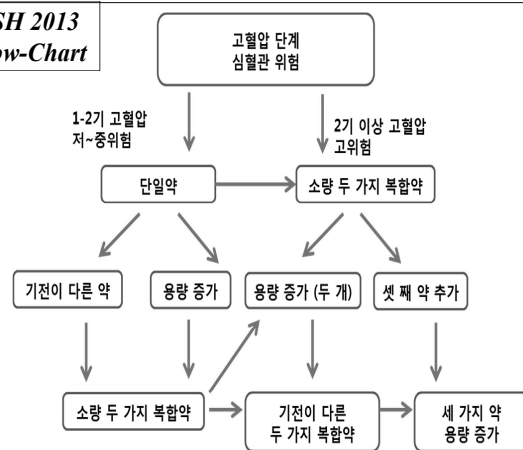 SH 2013
ow-Chart
고혈압 단계
심혈관 위험
1-2기 고혈압
저~중위험
2기 이상 고혈압
고위험
단일약
소량 두 가지 복합약
기전이 다른 약
용량 증가
용량 증가 (두 개)
셋 째 약 추가
소량 두 가지 복합약
기전이 다른
두 가지 복합약
세 가지 약
용량 증가